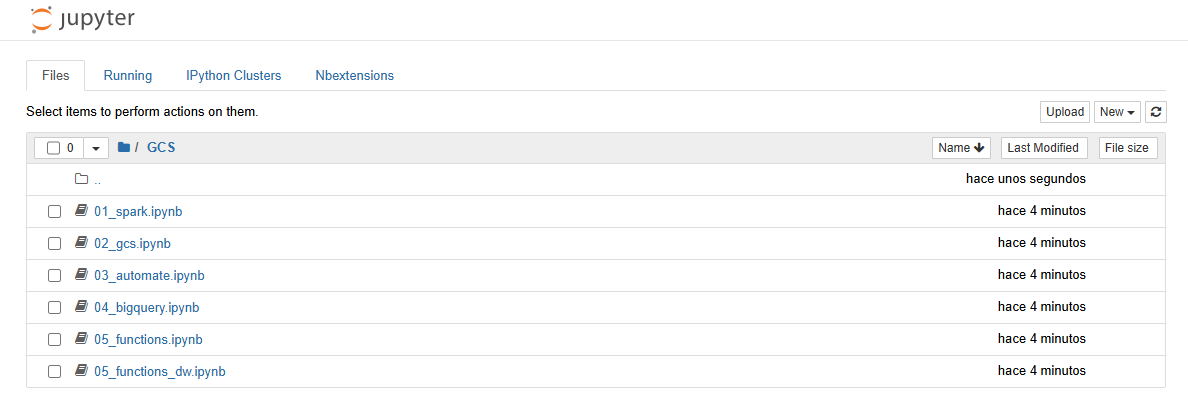 jupyter
Files Running IPython Clusters Nbextensions
Select items to perform actions on them. Upload New
0 / GCS Name Last Modified File size
.. hace unos segundos
01_spark.ipynb hace 4 minutos
02_gcs.ipynb hace 4 minutos
03_automate.ipynb hace 4 minutos
04_bigquery.ipynb hace 4 minutos
05_functions.ipynb hace 4 minutos
05_functions_dw.ipynb hace 4 minutos